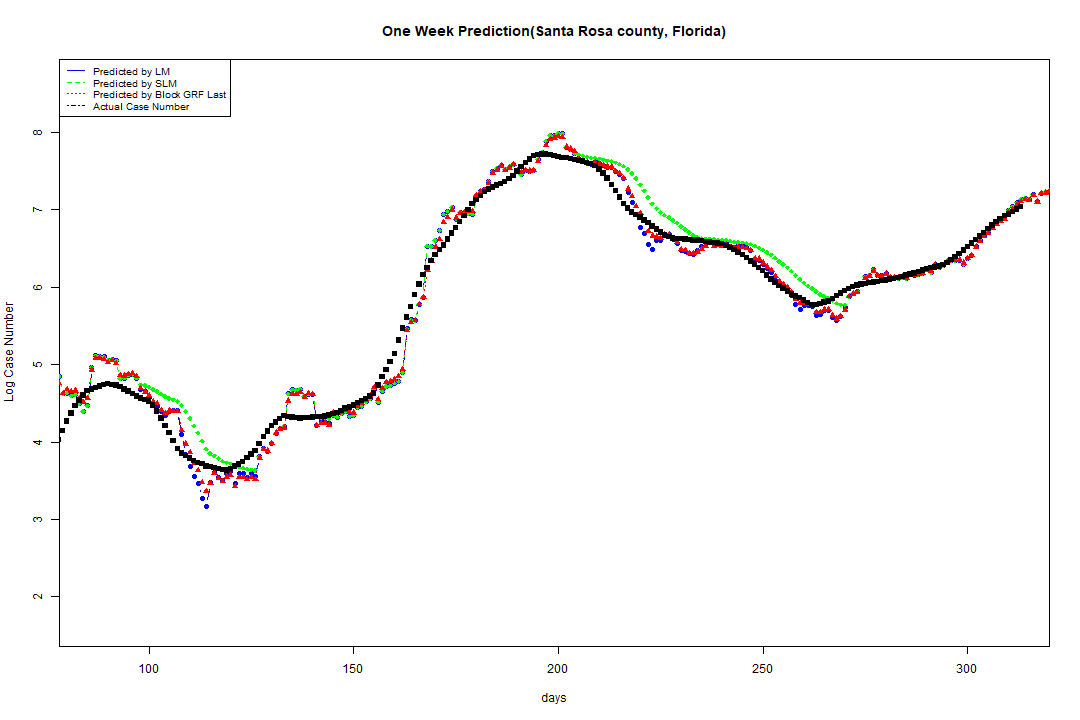 One Week Prediction(Santa Rosa county, Florida)
Predicted by LM
Predicted by SLM
Predicted by Block GRF Last
Actual Case Number
8
7
6
5
4
3
2
Log Case Number
100 150 200 250 300
days